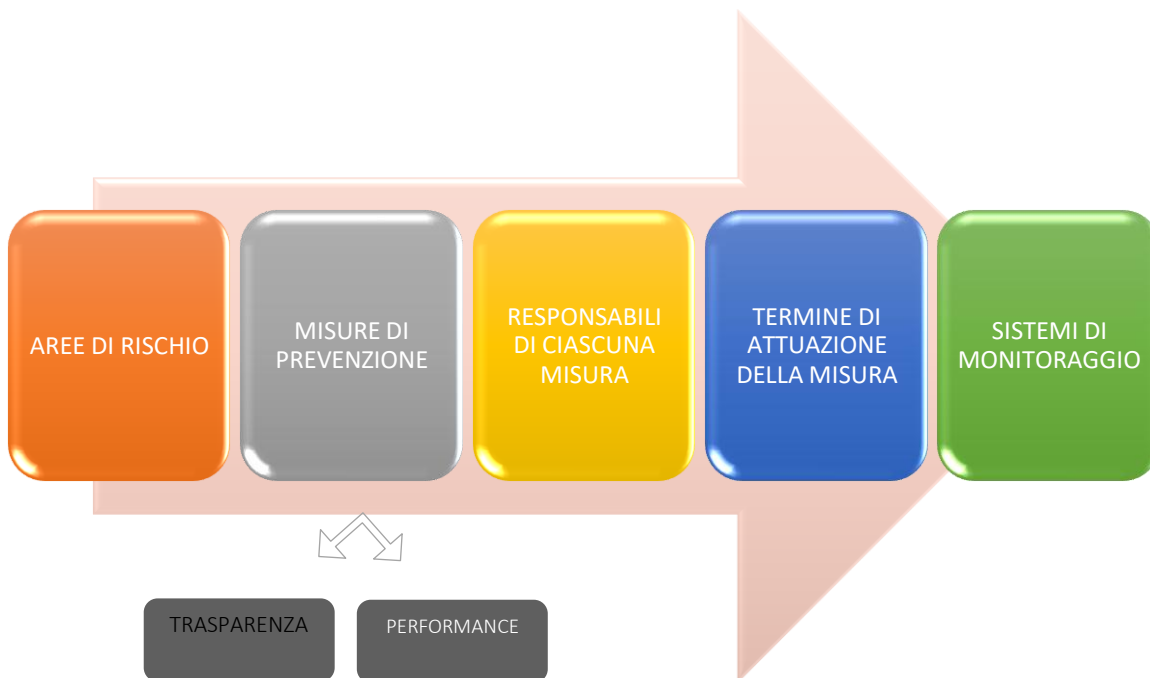 AREE DI RISCHIO
MISURE DI
PREVENZIONE
RESPONSABILI
DI CIASCUNA
MISURA
TERMINE DI
ATTUAZIONE
DELLA MISURA
SISTEMI DI
MONITORAGGIO
TRASPARENZA
PERFORMANCE